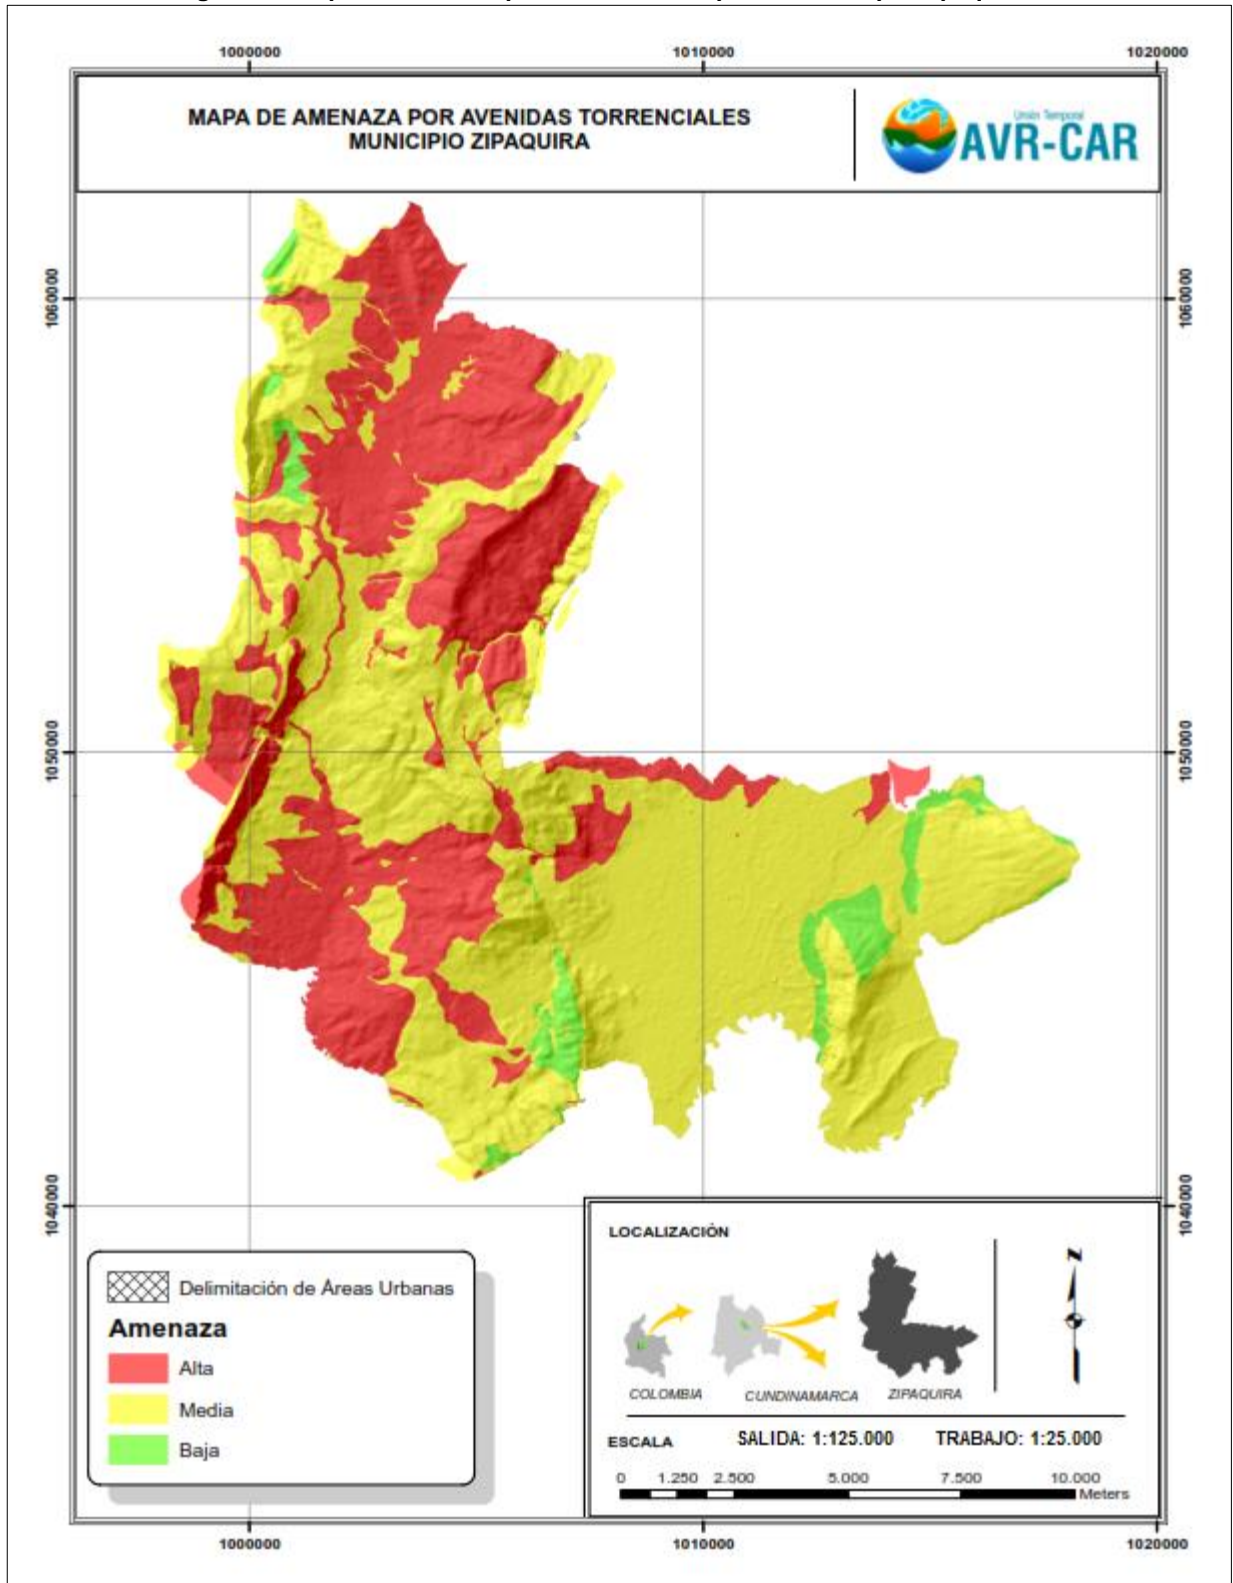 1000000 1010000 1020000
MAPA DE AMENAZA POR AVENIDAS TORRENCIALES
MUNICIPIO ZIPAQUIRA
Unión Temporal
AVR-CAR
1060000 1060000
1050000 1050000
1040000 1040000
LOCALIZACIÓN
N
COLOMBIA CUNDINAMARCA ZIPAQUIRA
ESCALA SALIDA: 1:125.000 TRABAJO: 1:25.000
0 1.250 2.500 5.000 7.500 10.000
Meters
Delimitación de Áreas Urbanas
Amenaza
Alta
Media
Baja
1000000 1010000 1020000